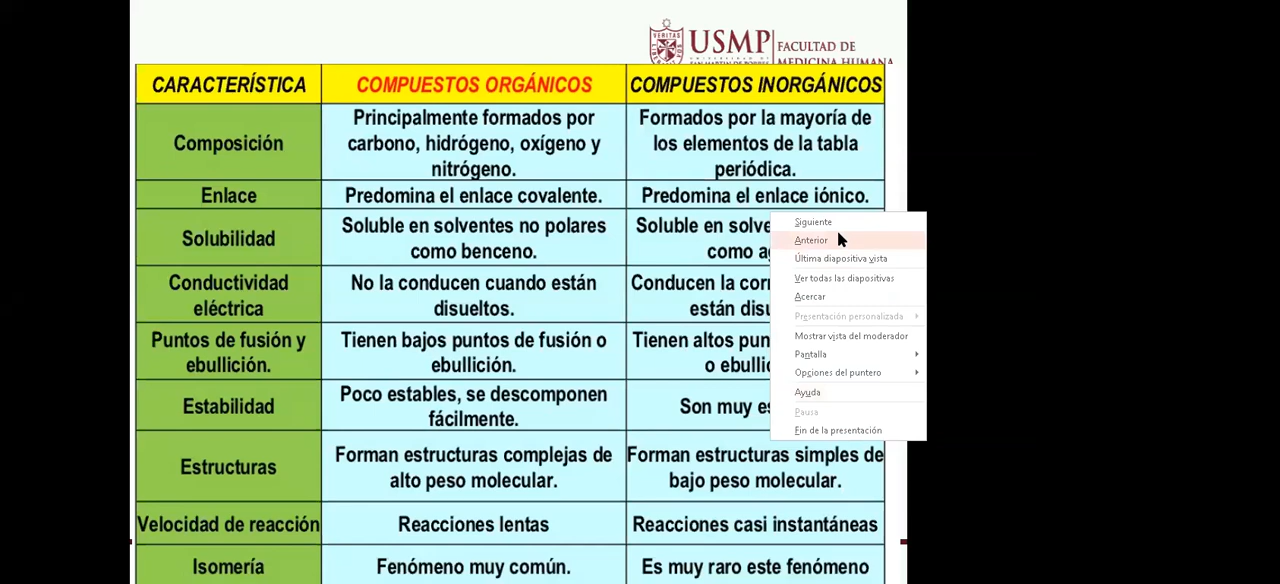 USMP
FACULTAD DE
MEDICINA HUMANA
CARACTERÍSTICA COMPUESTOS ORGÁNICOS COMPUESTOS INORGÁNICOS
Composición
Principalmente formados por
carbono, hidrógeno, oxígeno y
nitrógeno.
Formados por la mayoría de
los elementos de la tabla
periódica.
Enlace
Predomina el enlace covalente.
Predomina el enlace iónico.
Solubilidad
Soluble en solventes no polares
como benceno.
Soluble en solve
como ag
Conductividad
eléctrica
No la conducen cuando están
disueltos.
Conducen la corr
están disu
Puntos de fusión y
ebullición.
Tienen bajos puntos de fusión o
ebullición.
Tienen altos pun
o ebullic
Estabilidad
Poco estables, se descomponen
fácilmente.
Son muy es
Estructuras
Forman estructuras complejas de
alto peso molecular.
Forman estructuras simples de
bajo peso molecular.
Velocidad de reacción
Reacciones lentas
Reacciones casi instantáneas
Isomería
Fenómeno muy común.
Es muy raro este fenómeno
Siguiente
Anterior
Última diapositiva vista
Ver todas las diapositivas
Acercar
Presentación personalizada
Mostrar vista del moderador
Pantalla
Opciones del puntero
Ayuda
Pausa
Fin de la presentación